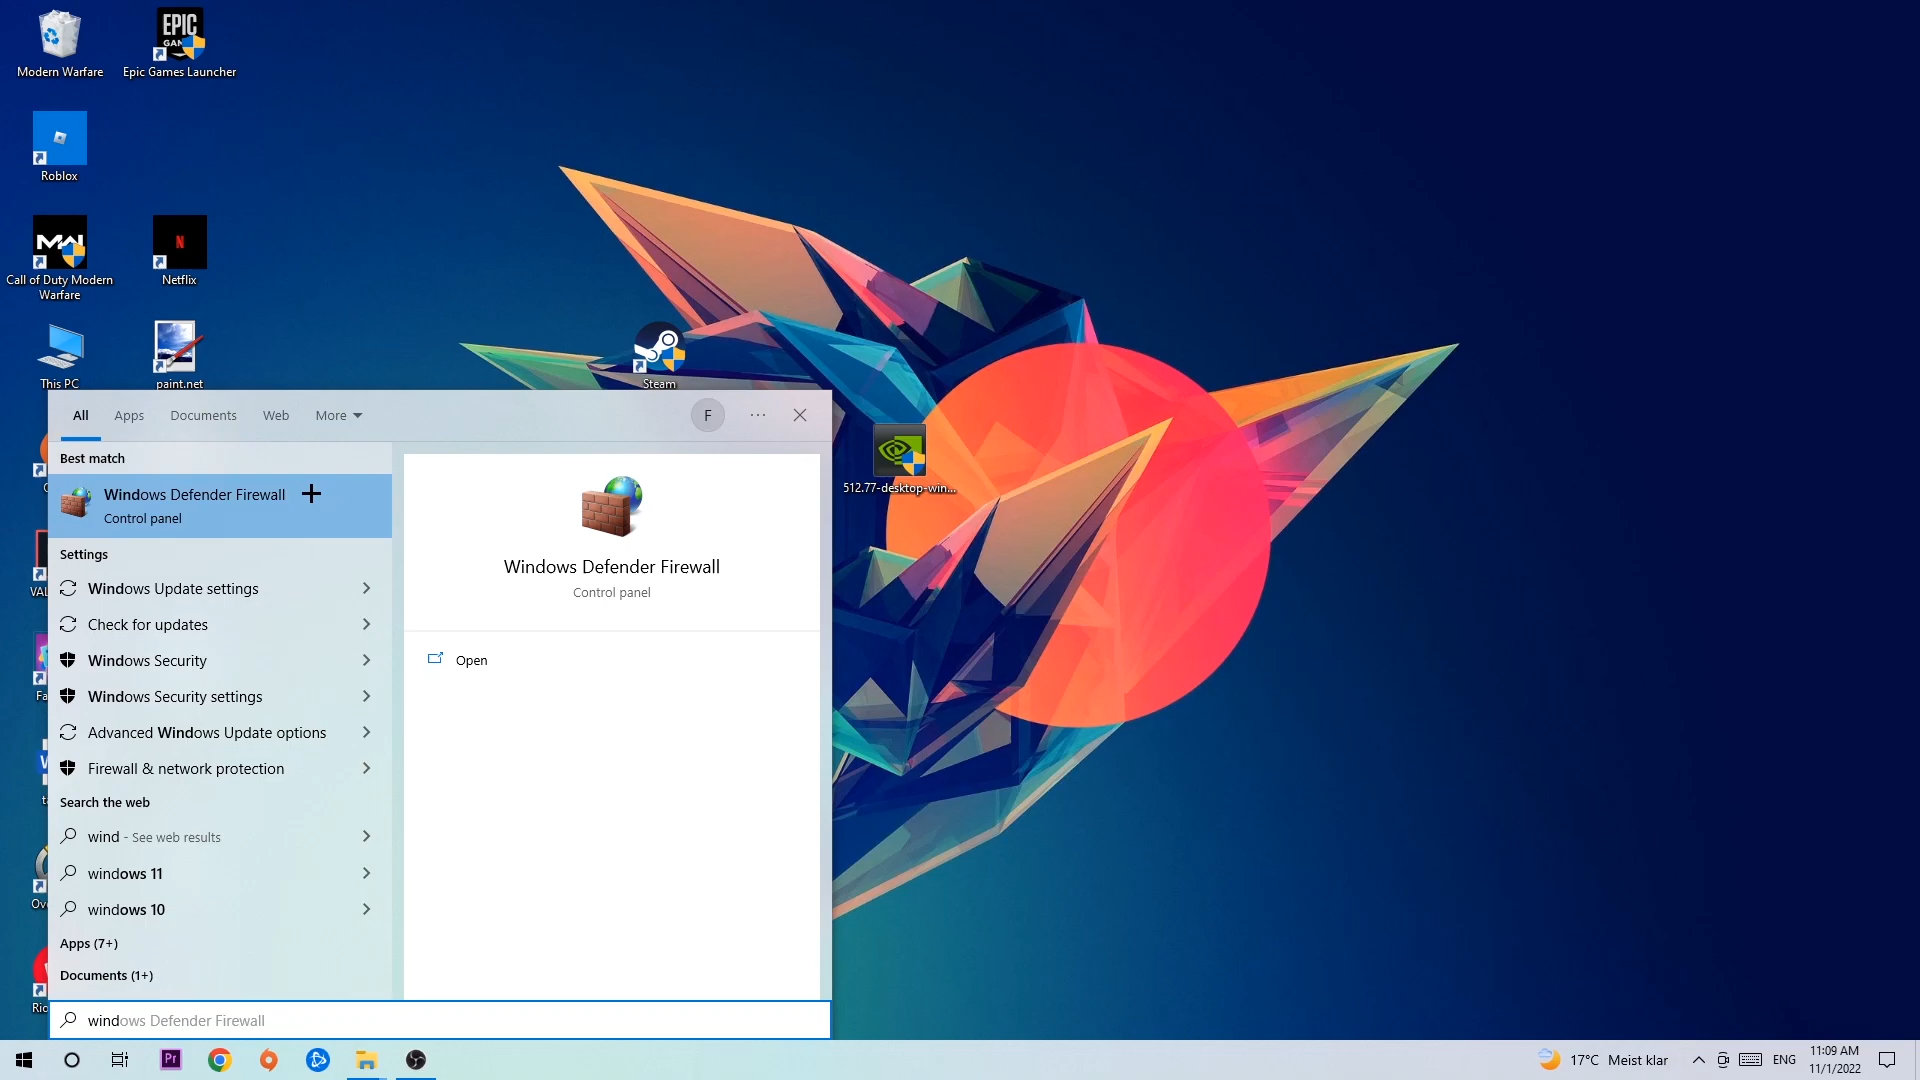 Modern Warfare
EPIC
GAMES
Epic Games Launcher
Roblox
MW
Call of Duty Modern
Warfare
N
Netflix
This PC
paint.net
Steam
512.77-desktop-win...
All
Apps
Documents
Web
More
F
Best match
Windows Defender Firewall
Control panel
Settings
Windows Update settings
Check for updates
Windows Security
Windows Security settings
Advanced Windows Update options
Firewall & network protection
Search the web
wind - See web results
windows 11
windows 10
Apps (7+)
Documents (1+)
Windows Defender Firewall
Control panel
Open
windows Defender Firewall
Pr
17°C Meist klar
ENG
11:09 AM
11/1/2022